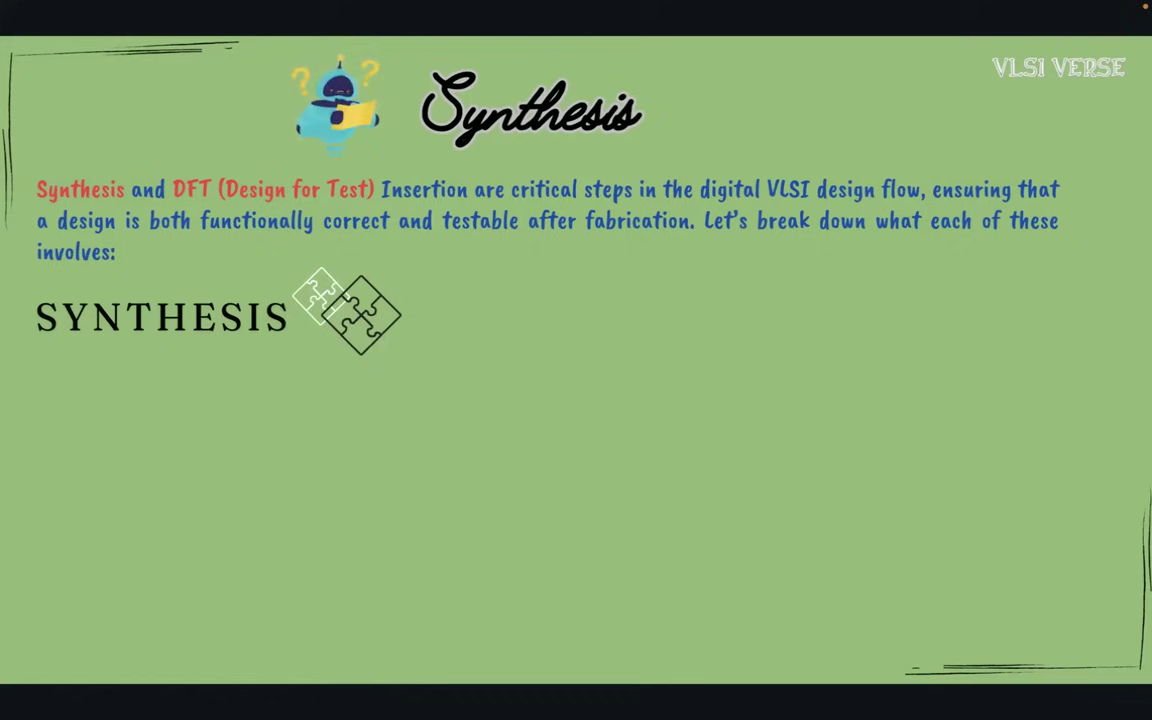 VLSI VERSE
Synthesis
Synthesis and DFT (Design for Test) Insertion are critical steps in the digital VLSI design flow, ensuring that
a design is both functionally correct and testable after fabrication. Let's break down what each of these
involves:
SYNTHESIS